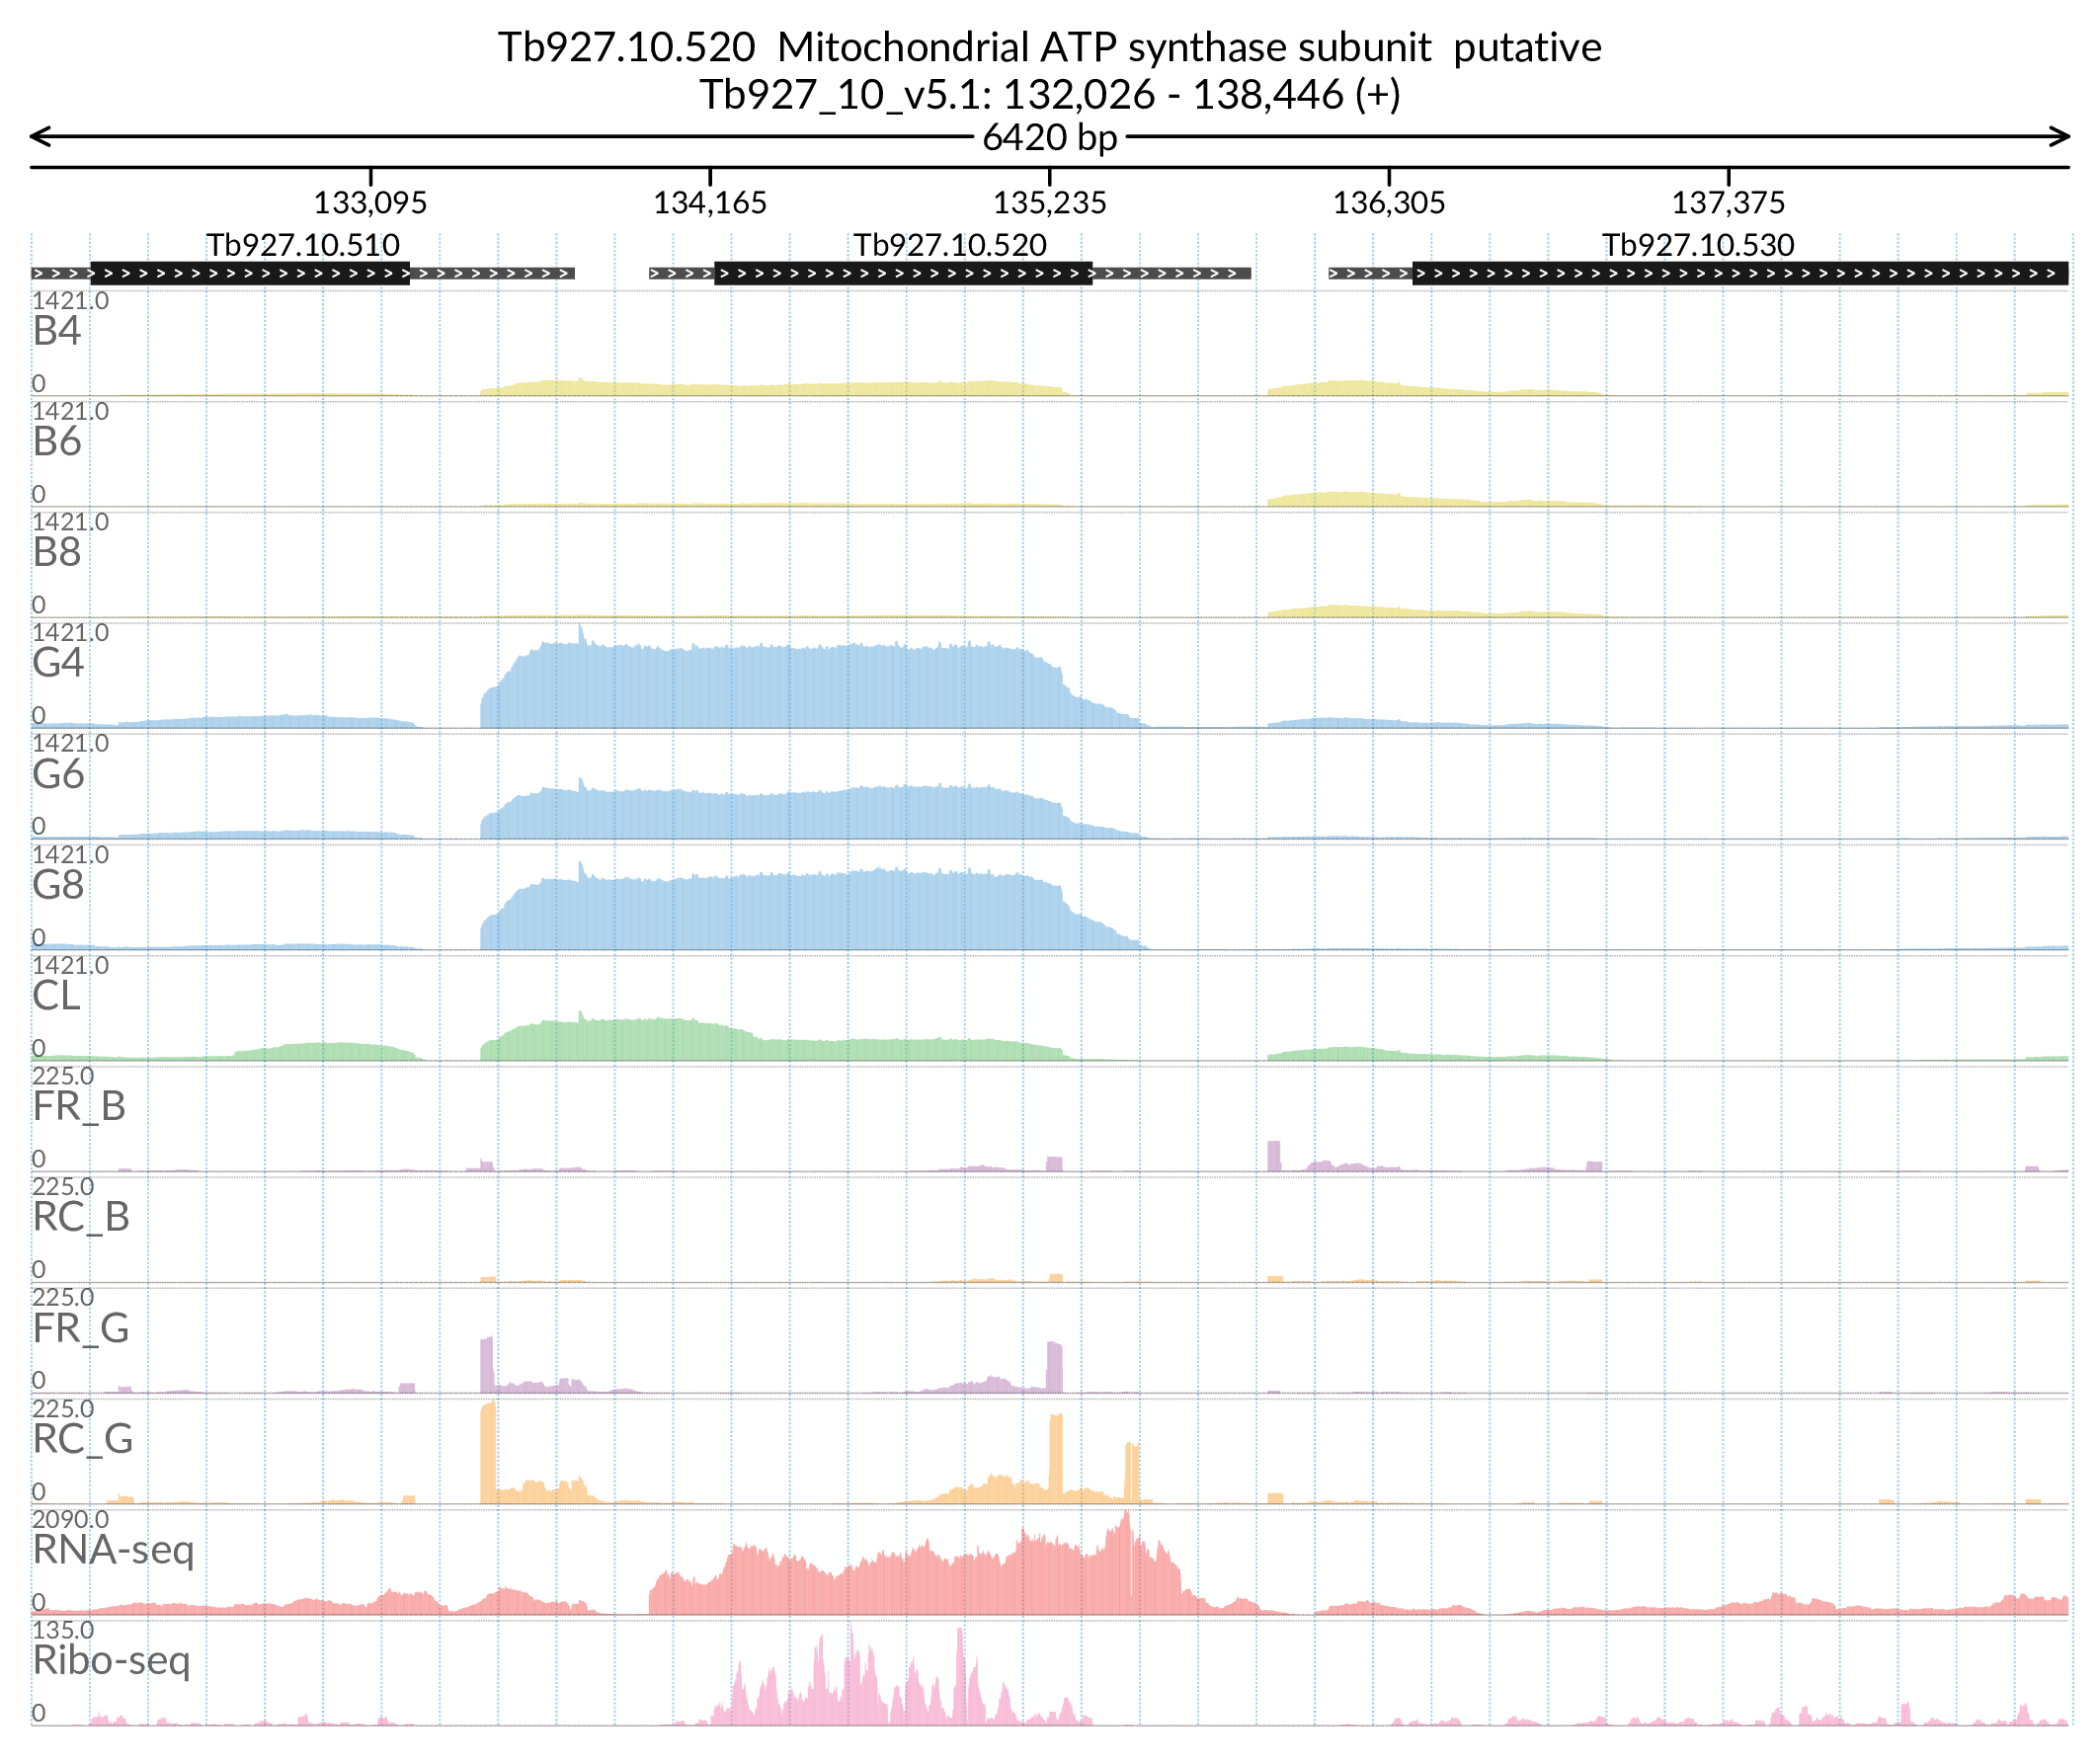 Tb927.10.520  Mitochondrial ATP synthase subunit  putative
Tb927_10_v5.1: 132,026 - 138,446 (+)
6420 bp
133,095 134,165 135,235 136,305 137,375
Tb927.10.510 Tb927.10.520 Tb927.10.530
1421.0
B4
0
1421.0
B6
0
1421.0
B8
0
1421.0
G4
0
1421.0
G6
0
1421.0
G8
0
1421.0
CL
0
225.0
FR_B
0
225.0
RC_B
0
225.0
FR_G
0
225.0
RC_G
0
2090.0
RNA-seq
0
135.0
Ribo-seq
0